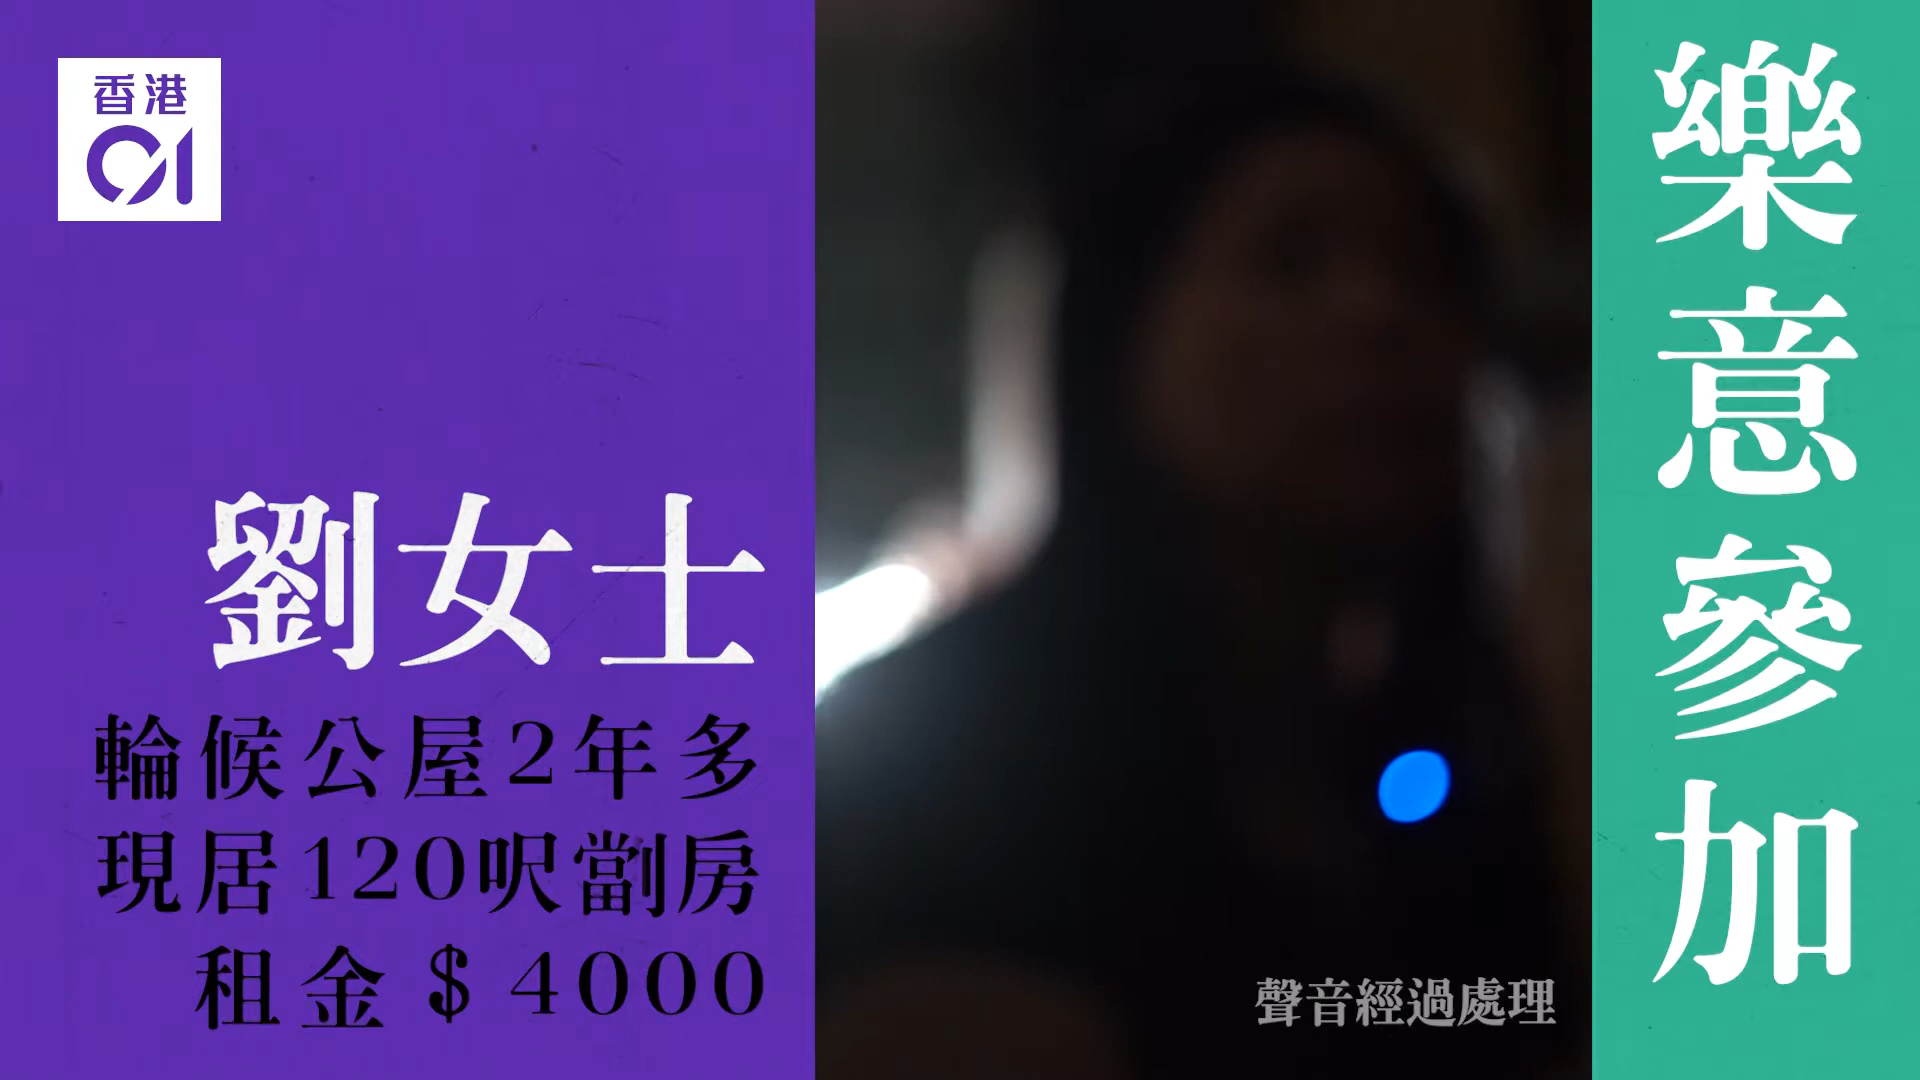 香港
01
劉女士
輪候公屋2年多
現居120呎劏房
租金$4000
聲音經過處理
樂意參加